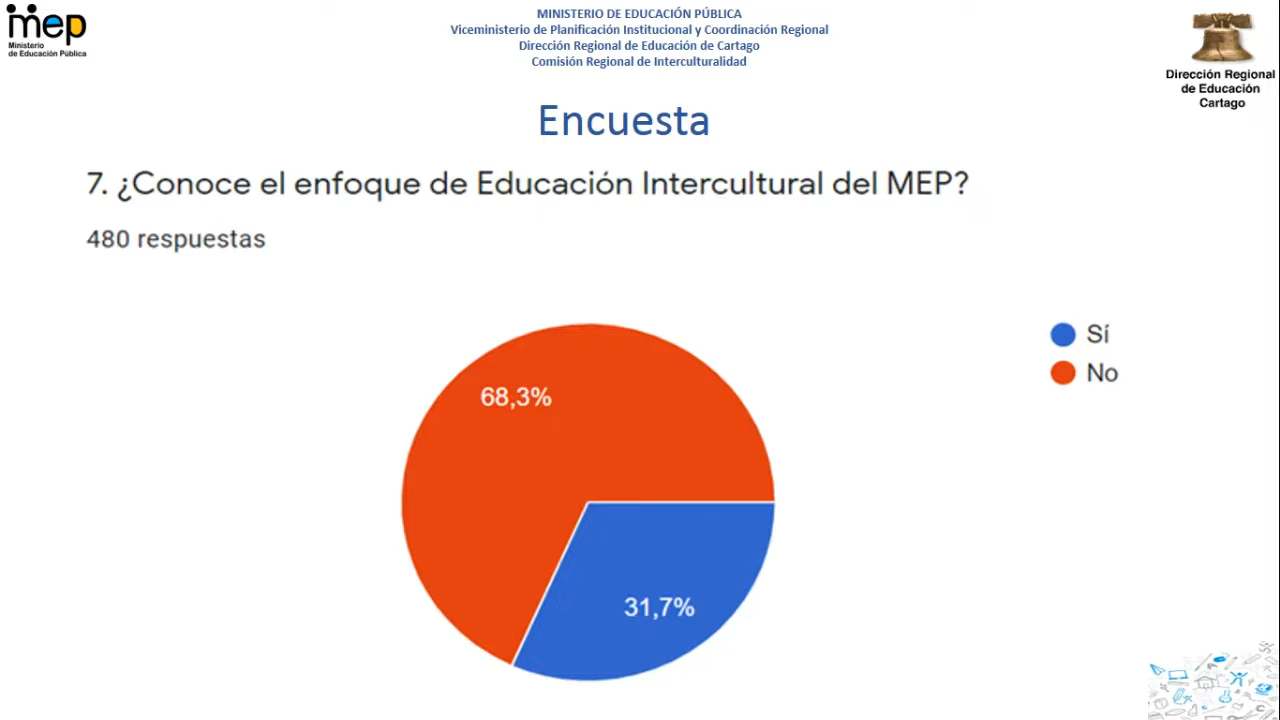 mep
Ministerio
de Educación Pública
MINISTERIO DE EDUCACIÓN PÚBLICA
Viceministerio de Planificación Institucional y Coordinación Regional
Dirección Regional de Educación de Cartago
Comisión Regional de Interculturalidad
Dirección Regional
de Educación
Cartago
Encuesta
7. ¿Conoce el enfoque de Educación Intercultural del MEP?
480 respuestas
Sí
No
68,3%
31,7%